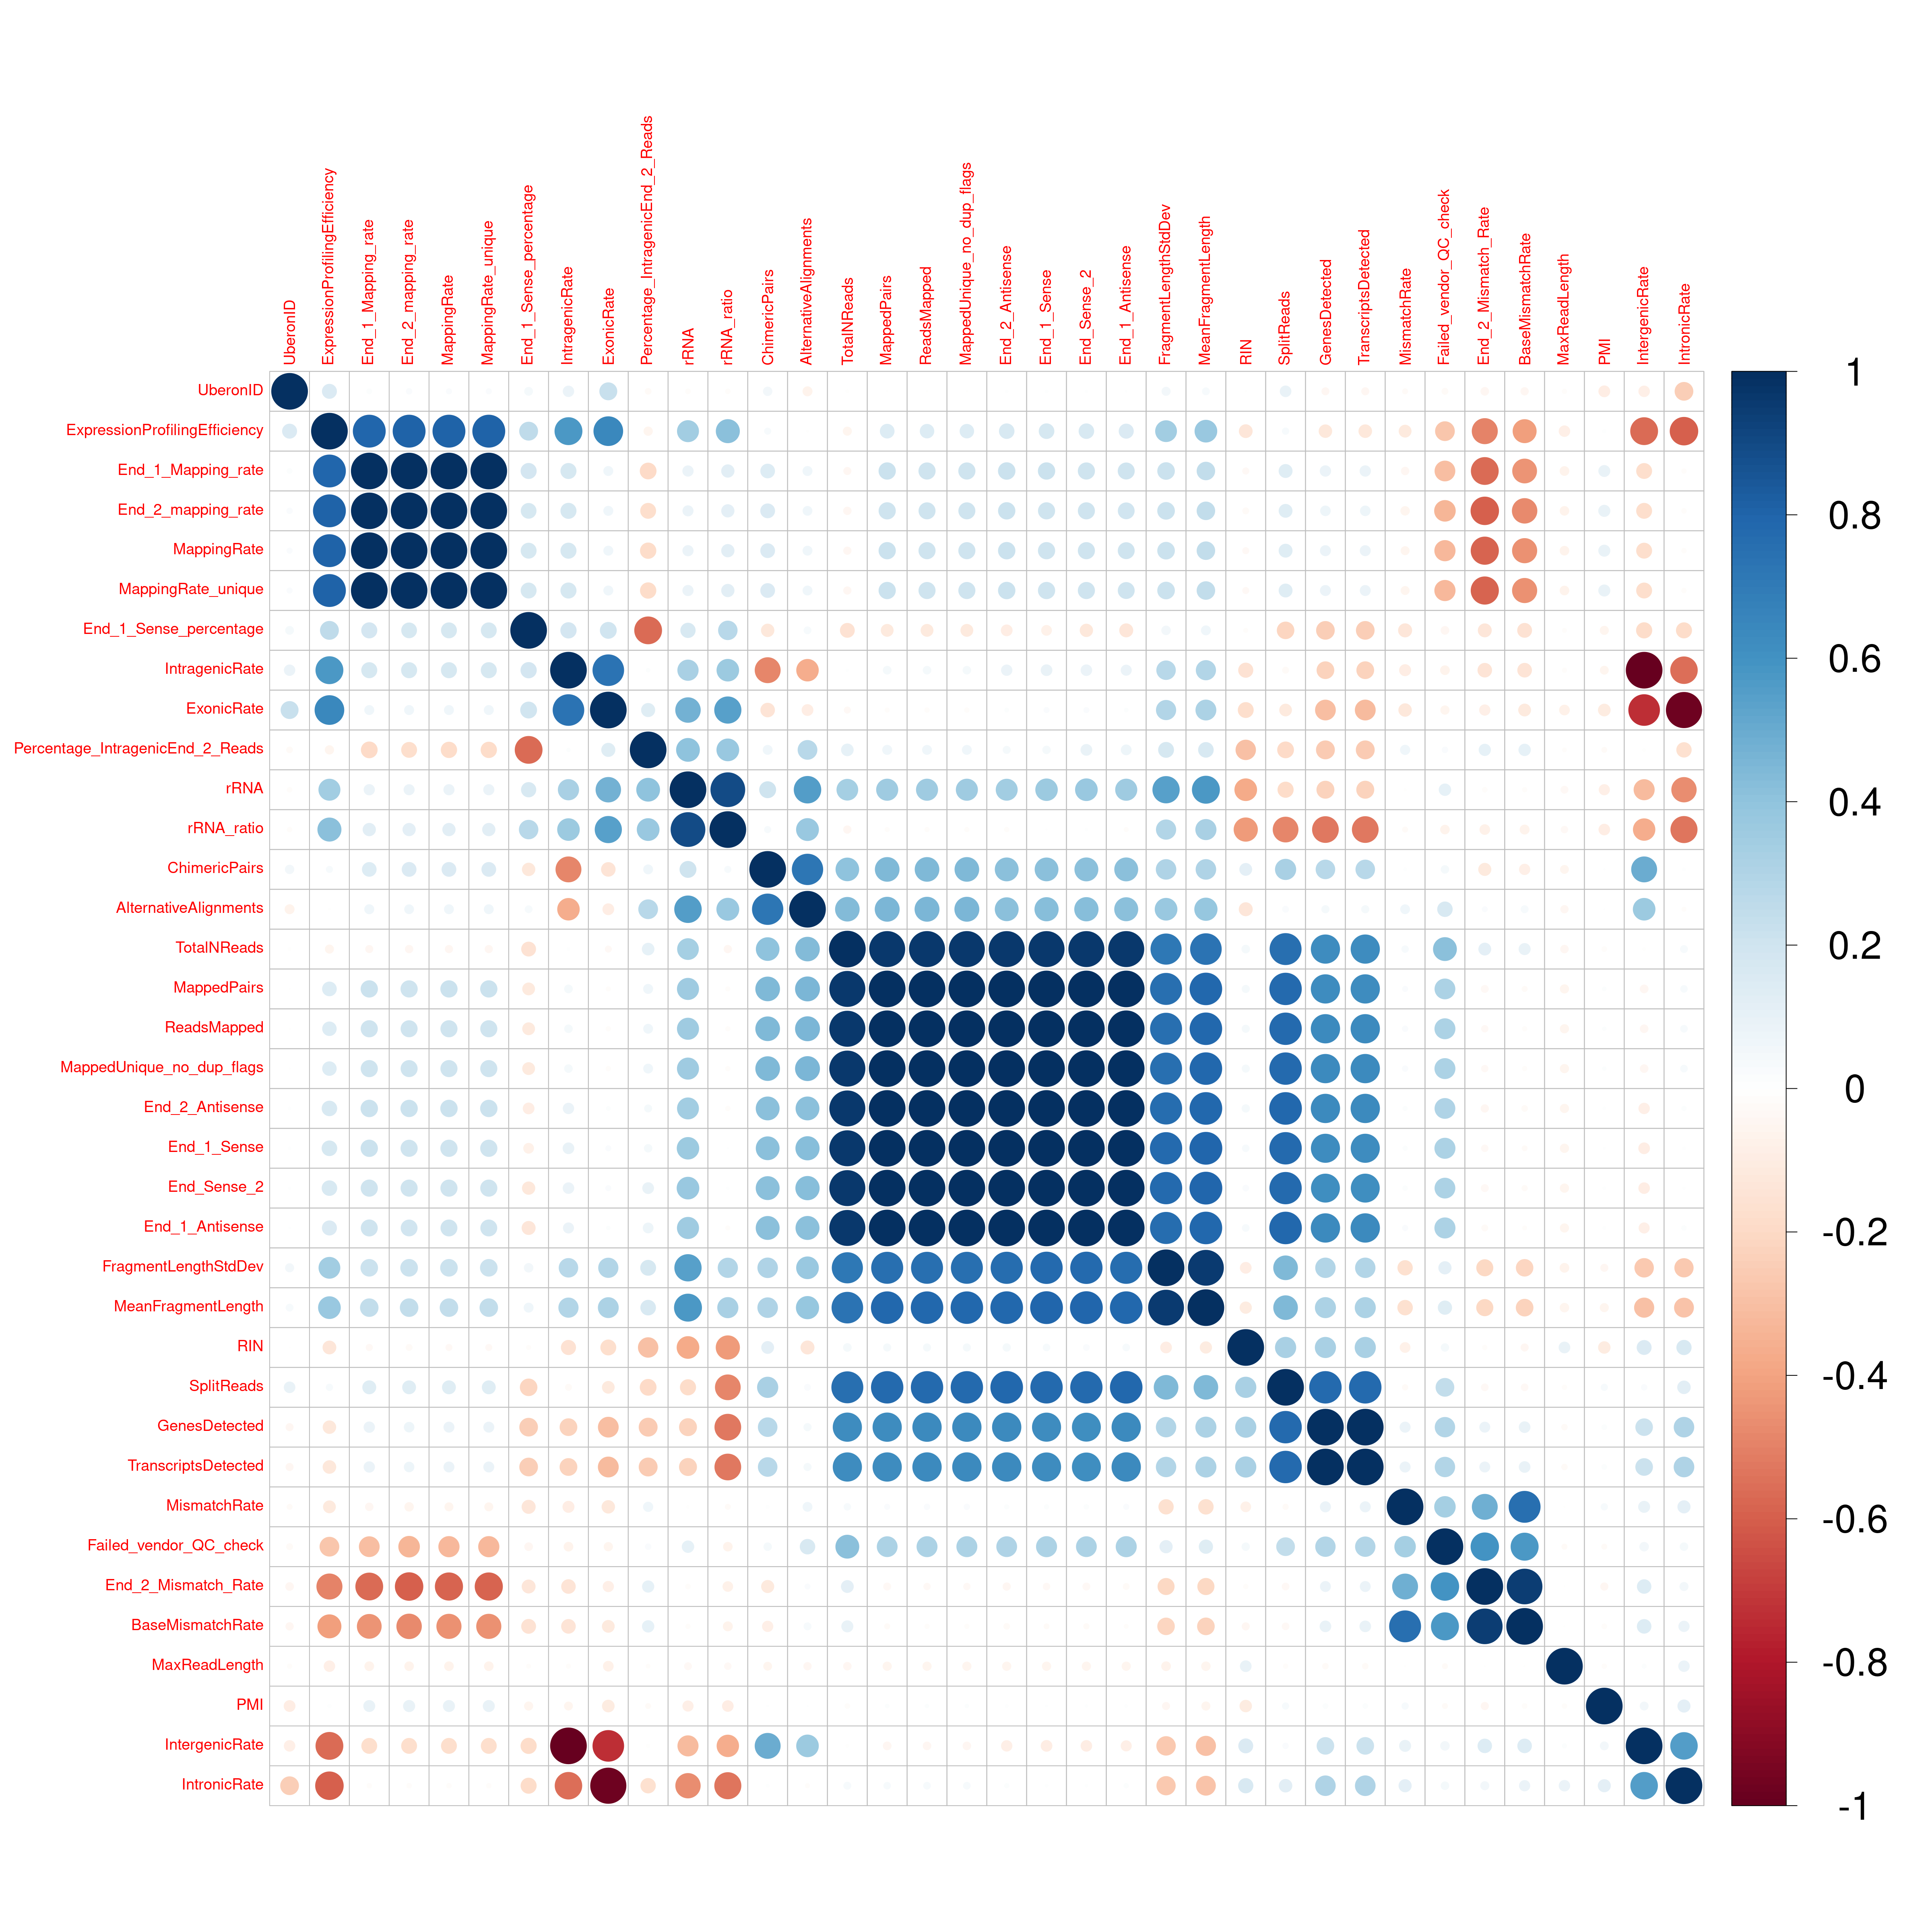 UberonID
ExpressionProfilingEfficiency
End_1_Mapping_rate
End_2_mapping_rate
MappingRate
MappingRate_unique
End_1_Sense_percentage
IntragenicRate
ExonicRate
Percentage_IntragenicEnd_2_Reads
rRNA
rRNA_ratio
ChimericPairs
AlternativeAlignments
TotalNReads
MappedPairs
ReadsMapped
MappedUnique_no_dup_flags
End_2_Antisense
End_1_Sense
End_Sense_2
End_1_Antisense
FragmentLengthStdDev
MeanFragmentLength
RIN
SplitReads
GenesDetected
TranscriptsDetected
MismatchRate
Failed_vendor_QC_check
End_2_Mismatch_Rate
BaseMismatchRate
MaxReadLength
PMI
IntergenicRate
IntronicRate
UberonID
ExpressionProfilingEfficiency
End_1_Mapping_rate
End_2_mapping_rate
MappingRate
MappingRate_unique
End_1_Sense_percentage
IntragenicRate
ExonicRate
Percentage_IntragenicEnd_2_Reads
rRNA
rRNA_ratio
ChimericPairs
AlternativeAlignments
TotalNReads
MappedPairs
ReadsMapped
MappedUnique_no_dup_flags
End_2_Antisense
End_1_Sense
End_Sense_2
End_1_Antisense
FragmentLengthStdDev
MeanFragmentLength
RIN
SplitReads
GenesDetected
TranscriptsDetected
MismatchRate
Failed_vendor_QC_check
End_2_Mismatch_Rate
BaseMismatchRate
MaxReadLength
PMI
IntergenicRate
IntronicRate
1
0.8
0.6
0.4
0.2
0
-0.2
-0.4
-0.6
-0.8
-1